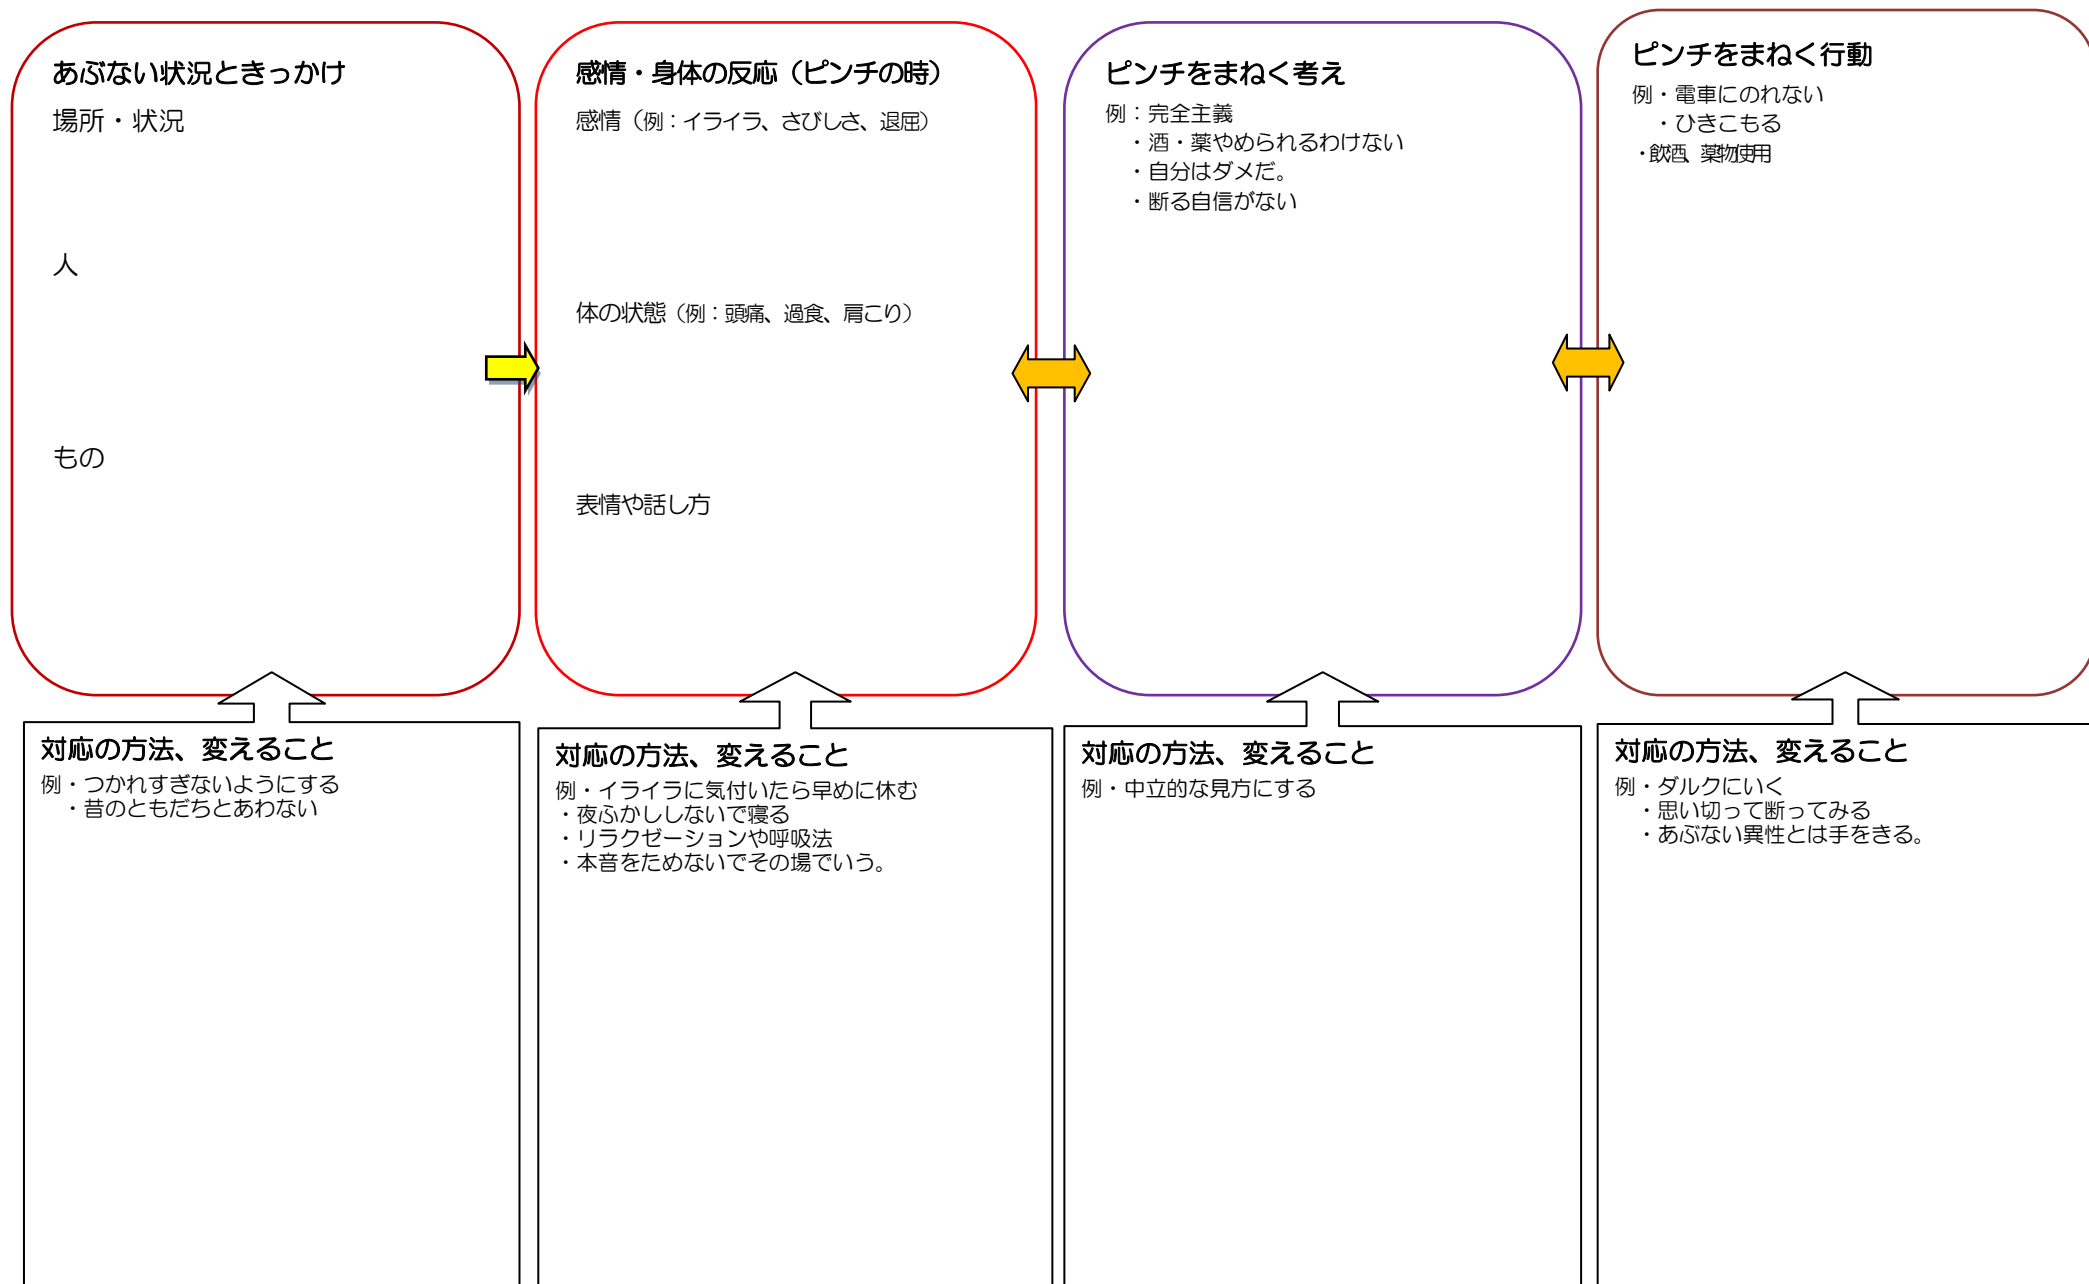 あぶない状況ときっかけ
場所・状況
人
もの
感情・身体の反応（ピンチの時）
感情（例：イライラ、さびしさ、退屈）
体の状態（例：頭痛、過食、肩こり）
表情や話し方
ピンチをまねく考え
例：完全主義
・酒・薬やめられるわけない
・自分はダメだ。
・断る自信がない
ピンチをまねく行動
例・電車にのれない
・ひきこもる
・飲酒、薬物使用
対応の方法、変えること
例・つかれすぎないようにする
・昔のともだちとあわない
対応の方法、変えること
例・イライラに気付いたら早めに休む
・夜ふかししないで寝る
・リラクゼーションや呼吸法
・本音をためないでその場でいう。
対応の方法、変えること
例・中立的な見方にする
対応の方法、変えること
例・ダルクにいく
・思い切って断ってみる
・あぶない異性とは手をきる。